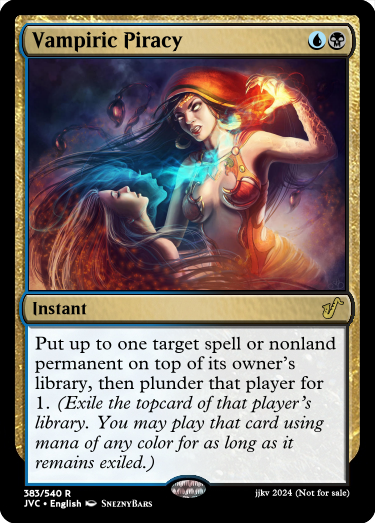 Vampiric Piracy
Instant
Put up to one target spell or nonland
permanent on top of its owner's
library, then plunder that player for
1. (Exile the topcard of that player's
library. You may play that card using
mana of any color for as long as it
remains exiled.)
383/540 R
JVC • English SneznyBars
jjkv 2024 (Not for sale)